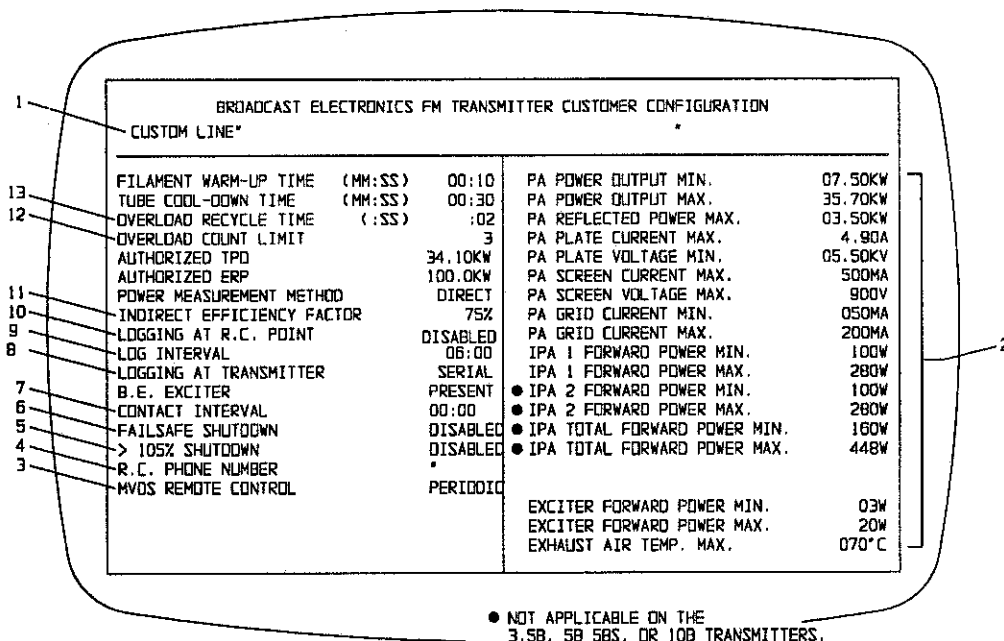 BROADCAST ELECTRONICS FM TRANSMITTER CUSTOMER CONFIGURATION
1 CUSTOM LINE" "
FILAMENT WARM-UP TIME (MM:SS) 00:10
13 TUBE COOL-DOWN TIME (MM:SS) 00:30
12 OVERLOAD RECYCLE TIME (:SS) :02
OVERLOAD COUNT LIMIT 3
AUTHORIZED TPO 34.10KW
AUTHORIZED ERP 100.0KW
POWER MEASUREMENT METHOD DIRECT
11 INDIRECT EFFICIENCY FACTOR 75%
10 LOGGING AT R.C. POINT DISABLED
9 LOG INTERVAL 06:00
8 LOGGING AT TRANSMITTER SERIAL
B.E. EXCITER PRESENT
7 CONTACT INTERVAL 00:00
6 FAILSAFE SHUTDOWN DISABLED
5 > 105% SHUTDOWN DISABLED
4 R.C. PHONE NUMBER "
3 MVDS REMOTE CONTROL PERIODIC
PA POWER OUTPUT MIN. 07.50KW
PA POWER OUTPUT MAX. 35.70KW
PA REFLECTED POWER MAX. 03.50KW
PA PLATE CURRENT MAX. 4.90A
PA PLATE VOLTAGE MIN. 05.50KV
PA SCREEN CURRENT MAX. 500MA
PA SCREEN VOLTAGE MAX. 900V
PA GRID CURRENT MIN. 050MA
PA GRID CURRENT MAX. 200MA
IPA 1 FORWARD POWER MIN. 100W
IPA 1 FORWARD POWER MAX. 280W
● IPA 2 FORWARD POWER MIN. 100W
● IPA 2 FORWARD POWER MAX. 280W
● IPA TOTAL FORWARD POWER MIN. 160W
● IPA TOTAL FORWARD POWER MAX. 448W
EXCITER FORWARD POWER MIN. 03W
EXCITER FORWARD POWER MAX. 20W
EXHAUST AIR TEMP. MAX. 070°C
2
● NOT APPLICABLE ON THE
3.5B, 5B 5BS, OR 10B TRANSMITTERS.